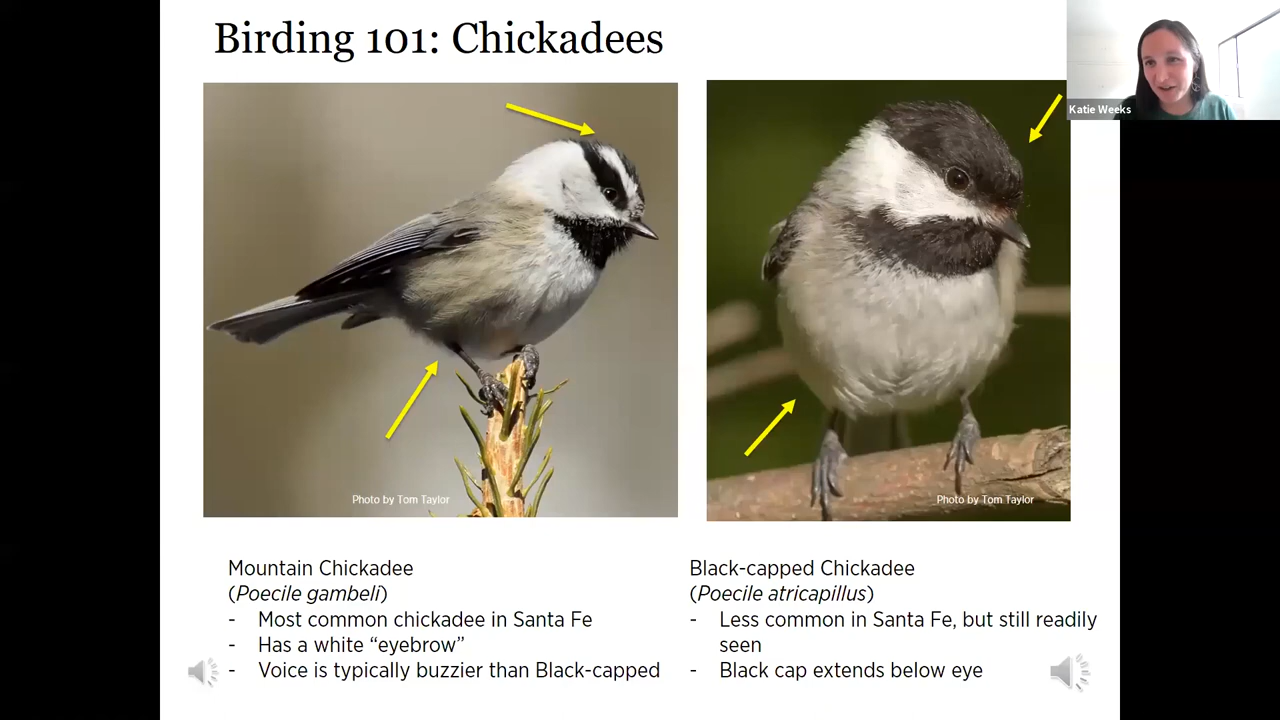 Birding 101: Chickadees
Katie Weeks
Photo by Tom Taylor
Photo by Tom Taylor
Mountain Chickadee
(Poecile gambeli)
- Most common chickadee in Santa Fe
- Has a white “eyebrow”
- Voice is typically buzzier than Black-capped
Black-capped Chickadee
(Poecile atricapillus)
- Less common in Santa Fe, but still readily
seen
- Black cap extends below eye